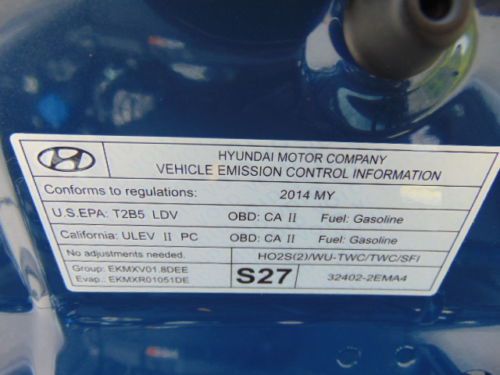 HYUNDAI MOTOR COMPANY
VEHICLE EMISSION CONTROL INFORMATION
Conforms to regulations: 2014 MY
U.S.EPA: T2B5 LDV OBD: CA II Fuel: Gasoline
California: ULEV II PC OBD: CA II Fuel: Gasoline
No adjustments needed. HO2S(2)/WU-TWC/TWC/SFI
Group: EKMXV01.8DEE
Evap.: EKMXR01051DE
S27
32402-2EMA4